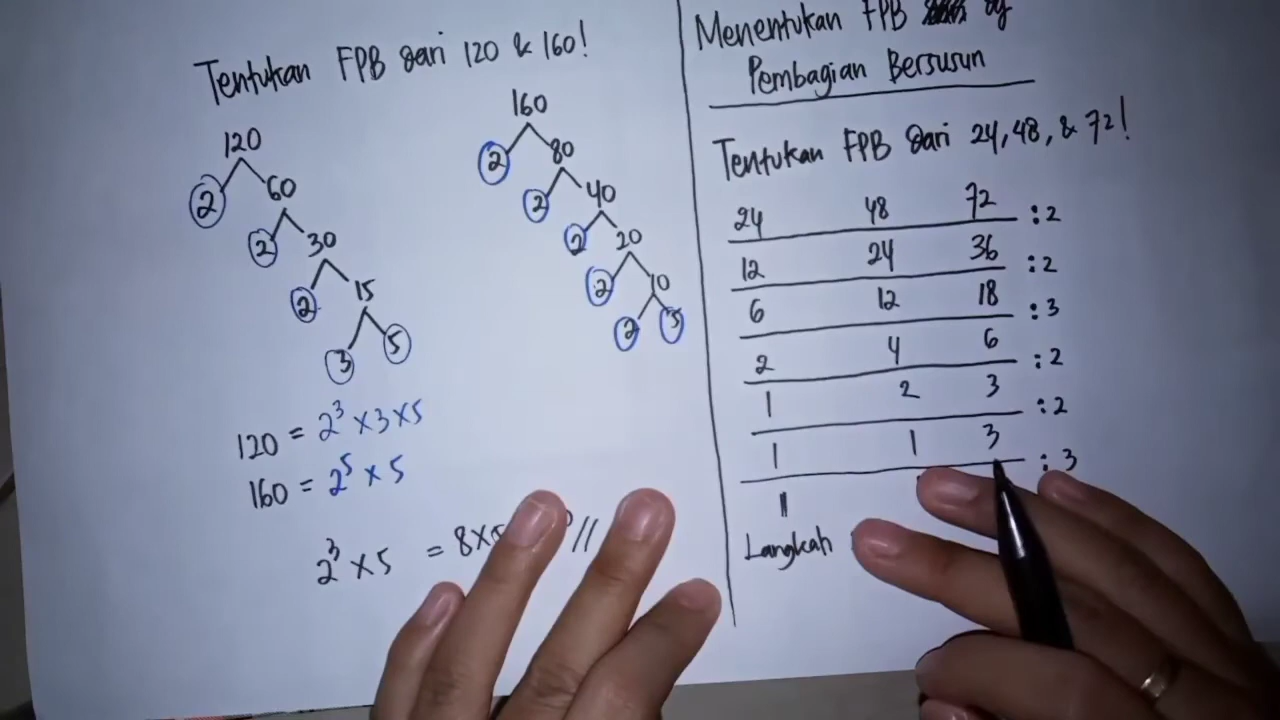 Tentukan FPB dari 120 & 160!
120
2 60
2 30
2 15
3 5
160
2 80
2 40
2 20
2 10
2 5
120 = 2³ × 3 × 5
160 = 2⁵ × 5
2³ × 5 = 8 × //
Menentukan FPB dg
Pembagian Bersusun
Tentukan FPB dari 24, 48, & 72!
24 48 72 : 2
12 24 36 : 2
6 12 18 : 3
2 4 6 : 2
1 2 3 : 2
1 1 3 : 3
1
Langkah